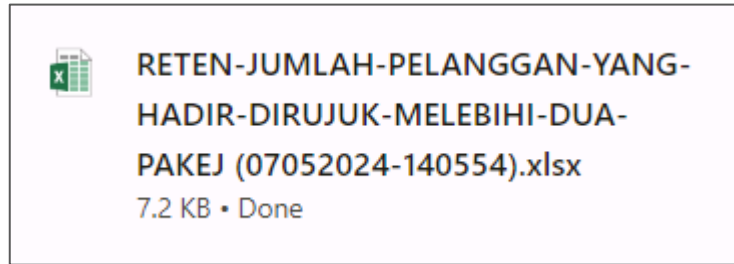 RETEN-JUMLAH-PELANGGAN-YANG-
HADIR-DIRUJUK-MELEBIHI-DUA-
PAKEJ (07052024-140554).xlsx
7.2 KB • Done